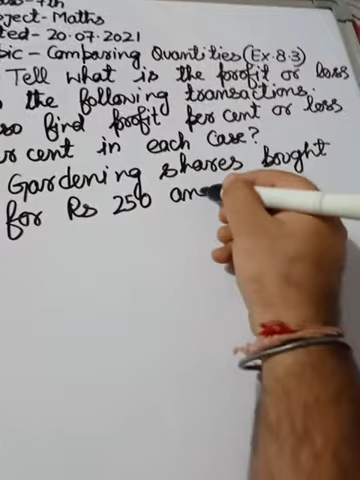 7th
ject-Maths
ted- 20.07.2021
pic - Comparing Quantities (Ex.8.3)
Tell what is the profit or loss
the following transactions.
so find profit per cent or loss
r cent in each case?
Gardening shares bought
for Rs 250 an